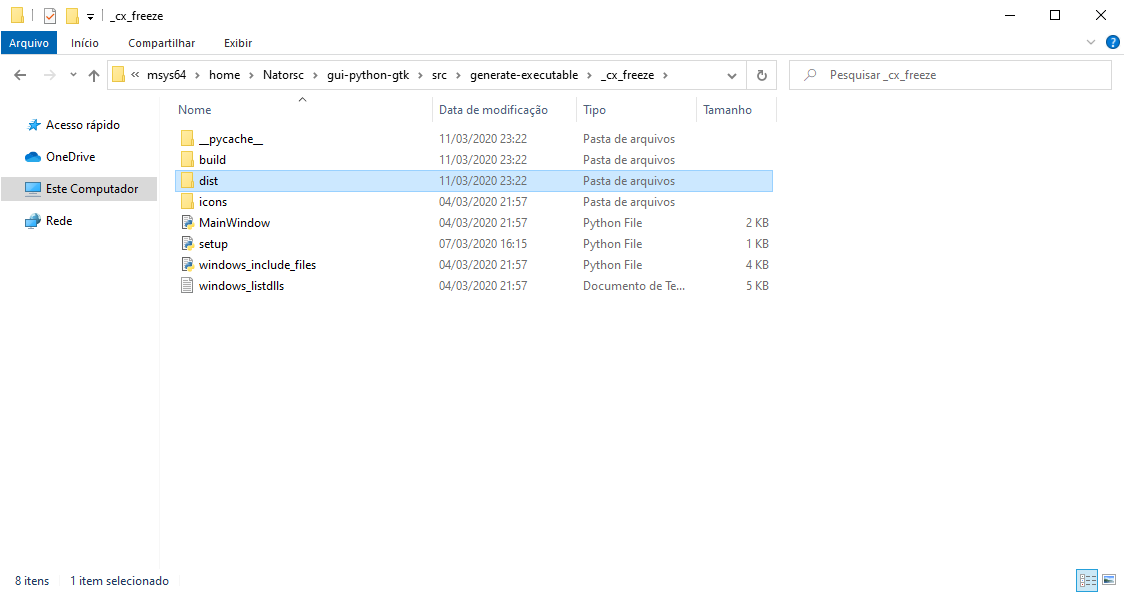 _cx_freeze
Arquivo Início Compartilhar Exibir
« msys64 › home › Natorsc › gui-python-gtk › src › generate-executable › _cx_freeze › Pesquisar _cx_freeze
Nome Data de modificação Tipo Tamanho
Acesso rápido
OneDrive
Este Computador
Rede
__pycache__ 11/03/2020 23:22 Pasta de arquivos
build 11/03/2020 23:22 Pasta de arquivos
dist 11/03/2020 23:22 Pasta de arquivos
icons 04/03/2020 21:57 Pasta de arquivos
MainWindow 04/03/2020 21:57 Python File 2 KB
setup 07/03/2020 16:15 Python File 1 KB
windows_include_files 04/03/2020 21:57 Python File 4 KB
windows_listdlls 04/03/2020 21:57 Documento de Te... 5 KB
8 itens 1 item selecionado